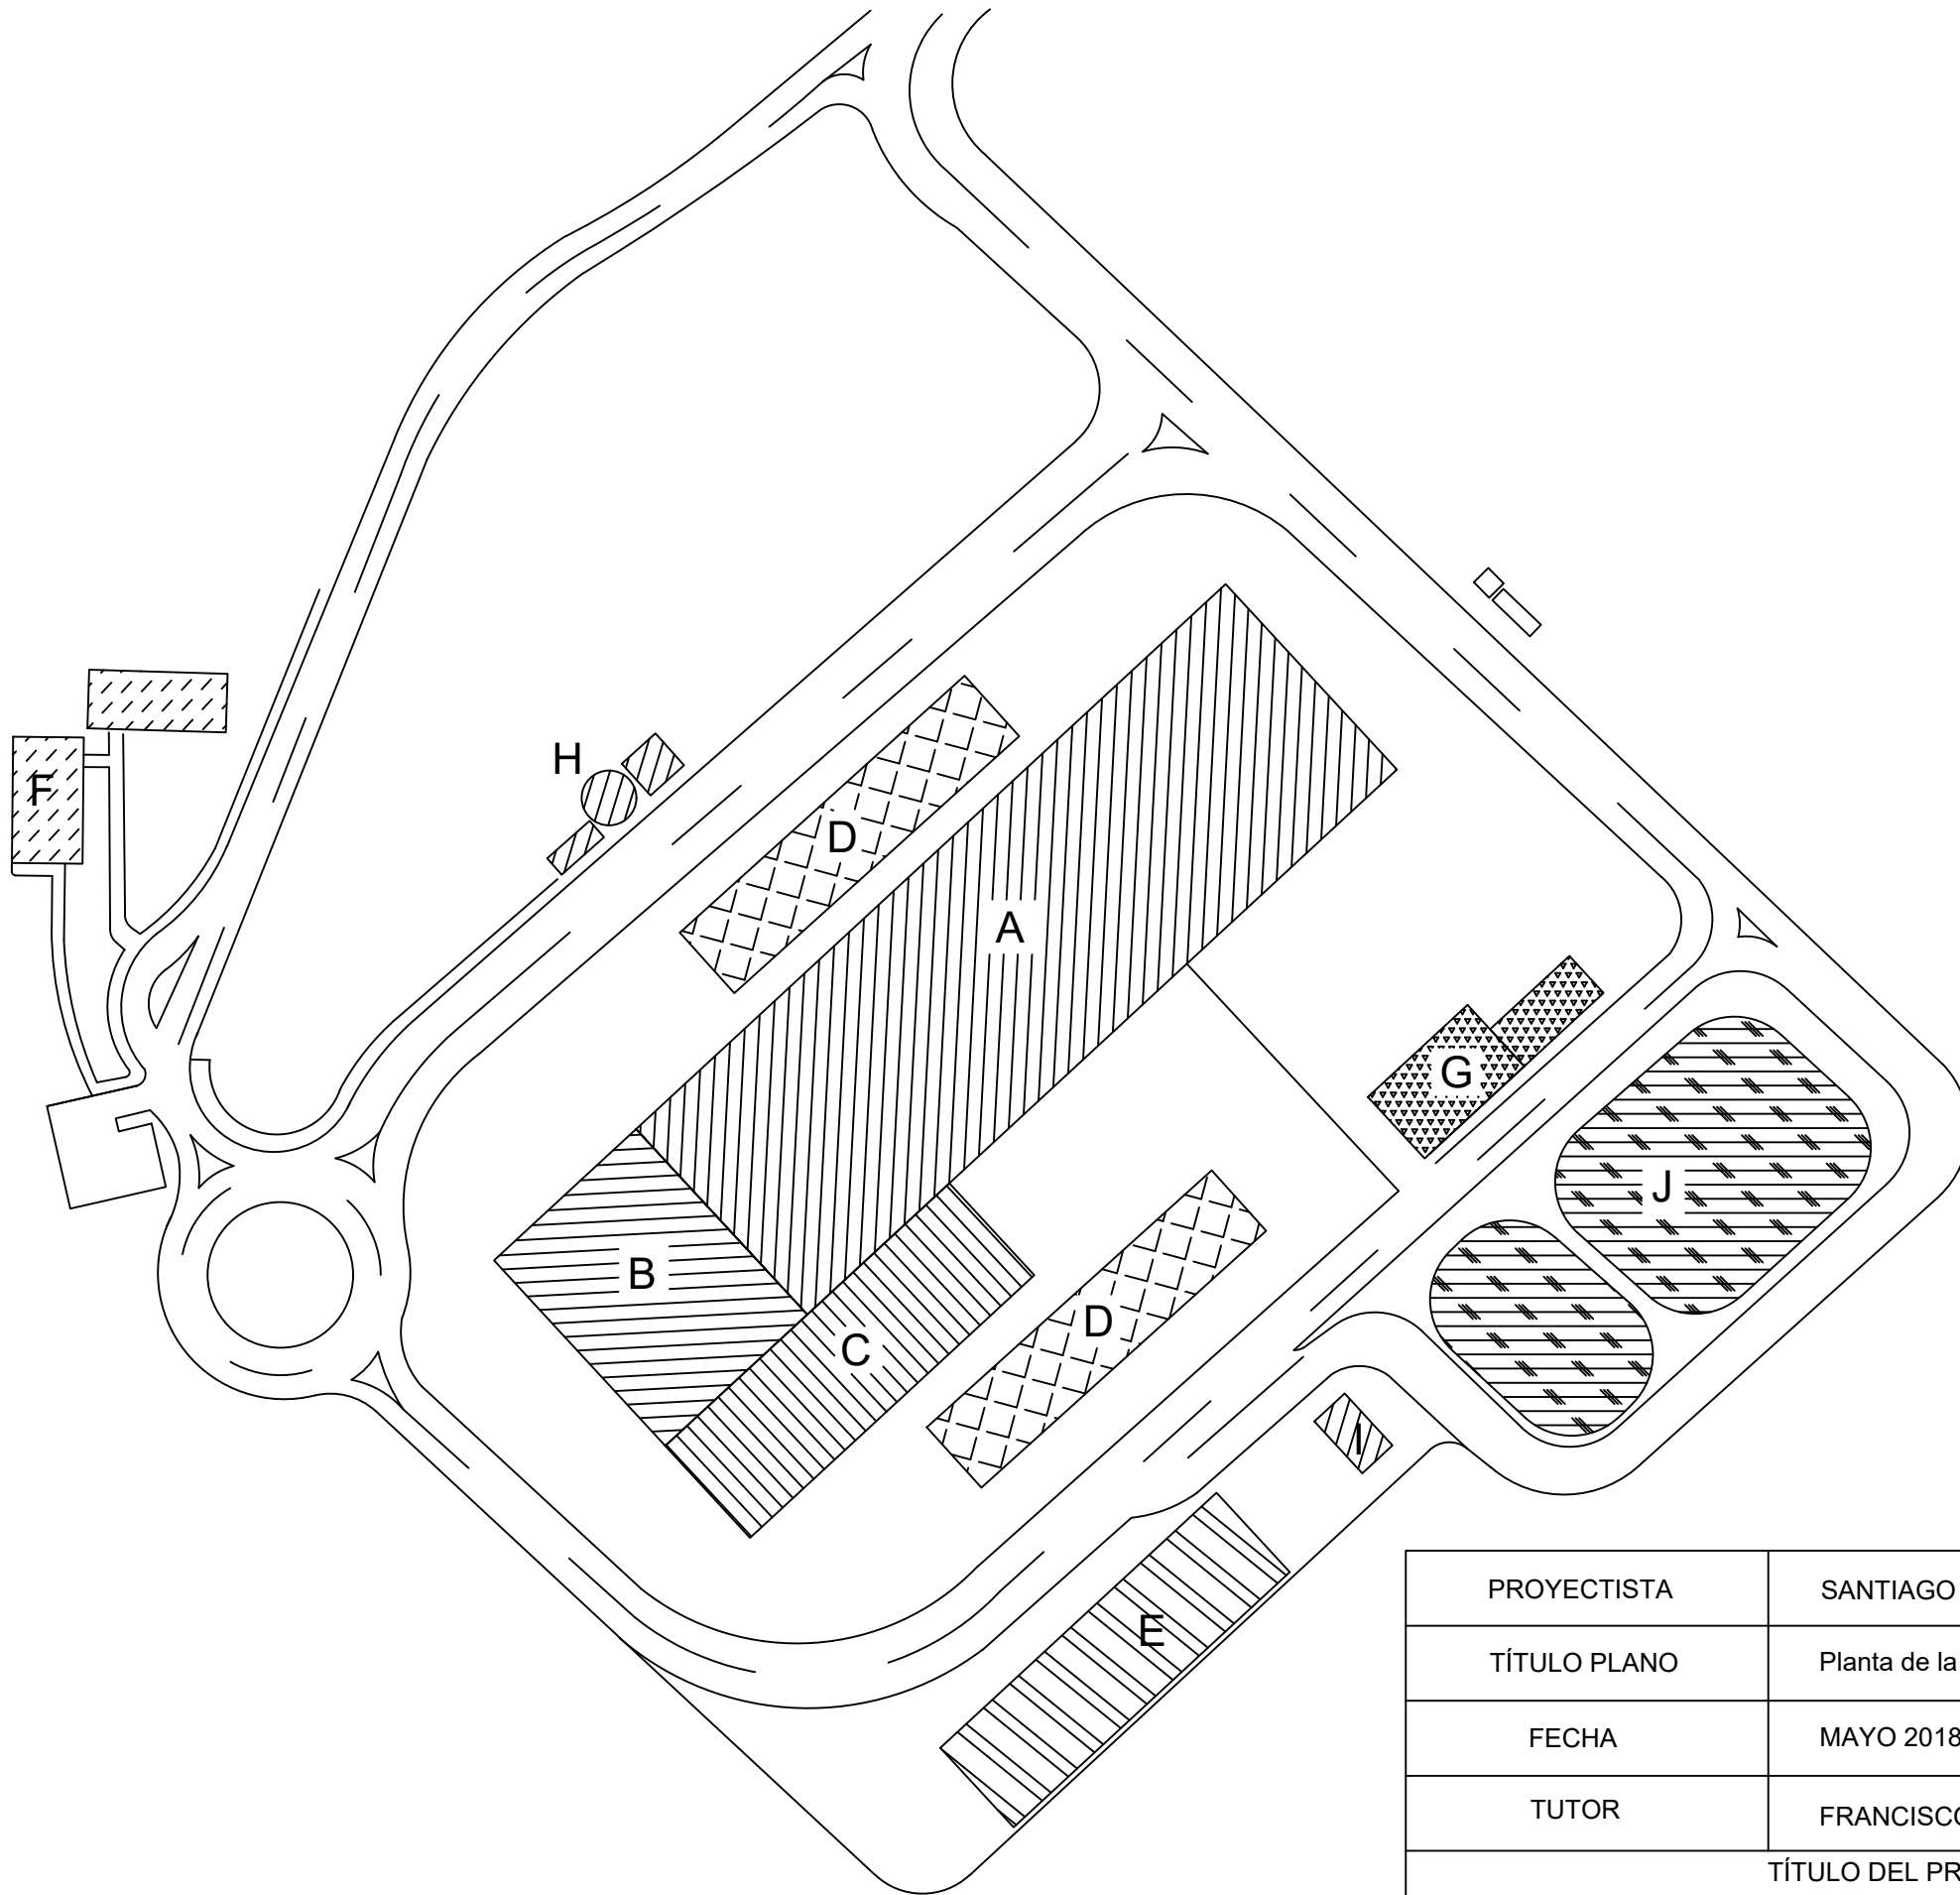 H
F
D
A
G
J
B
D
C
I
E
PROYECTISTA SANTIAGO
TÍTULO PLANO Planta de la
FECHA MAYO 2018
TUTOR FRANCISCO
TÍTULO DEL PR